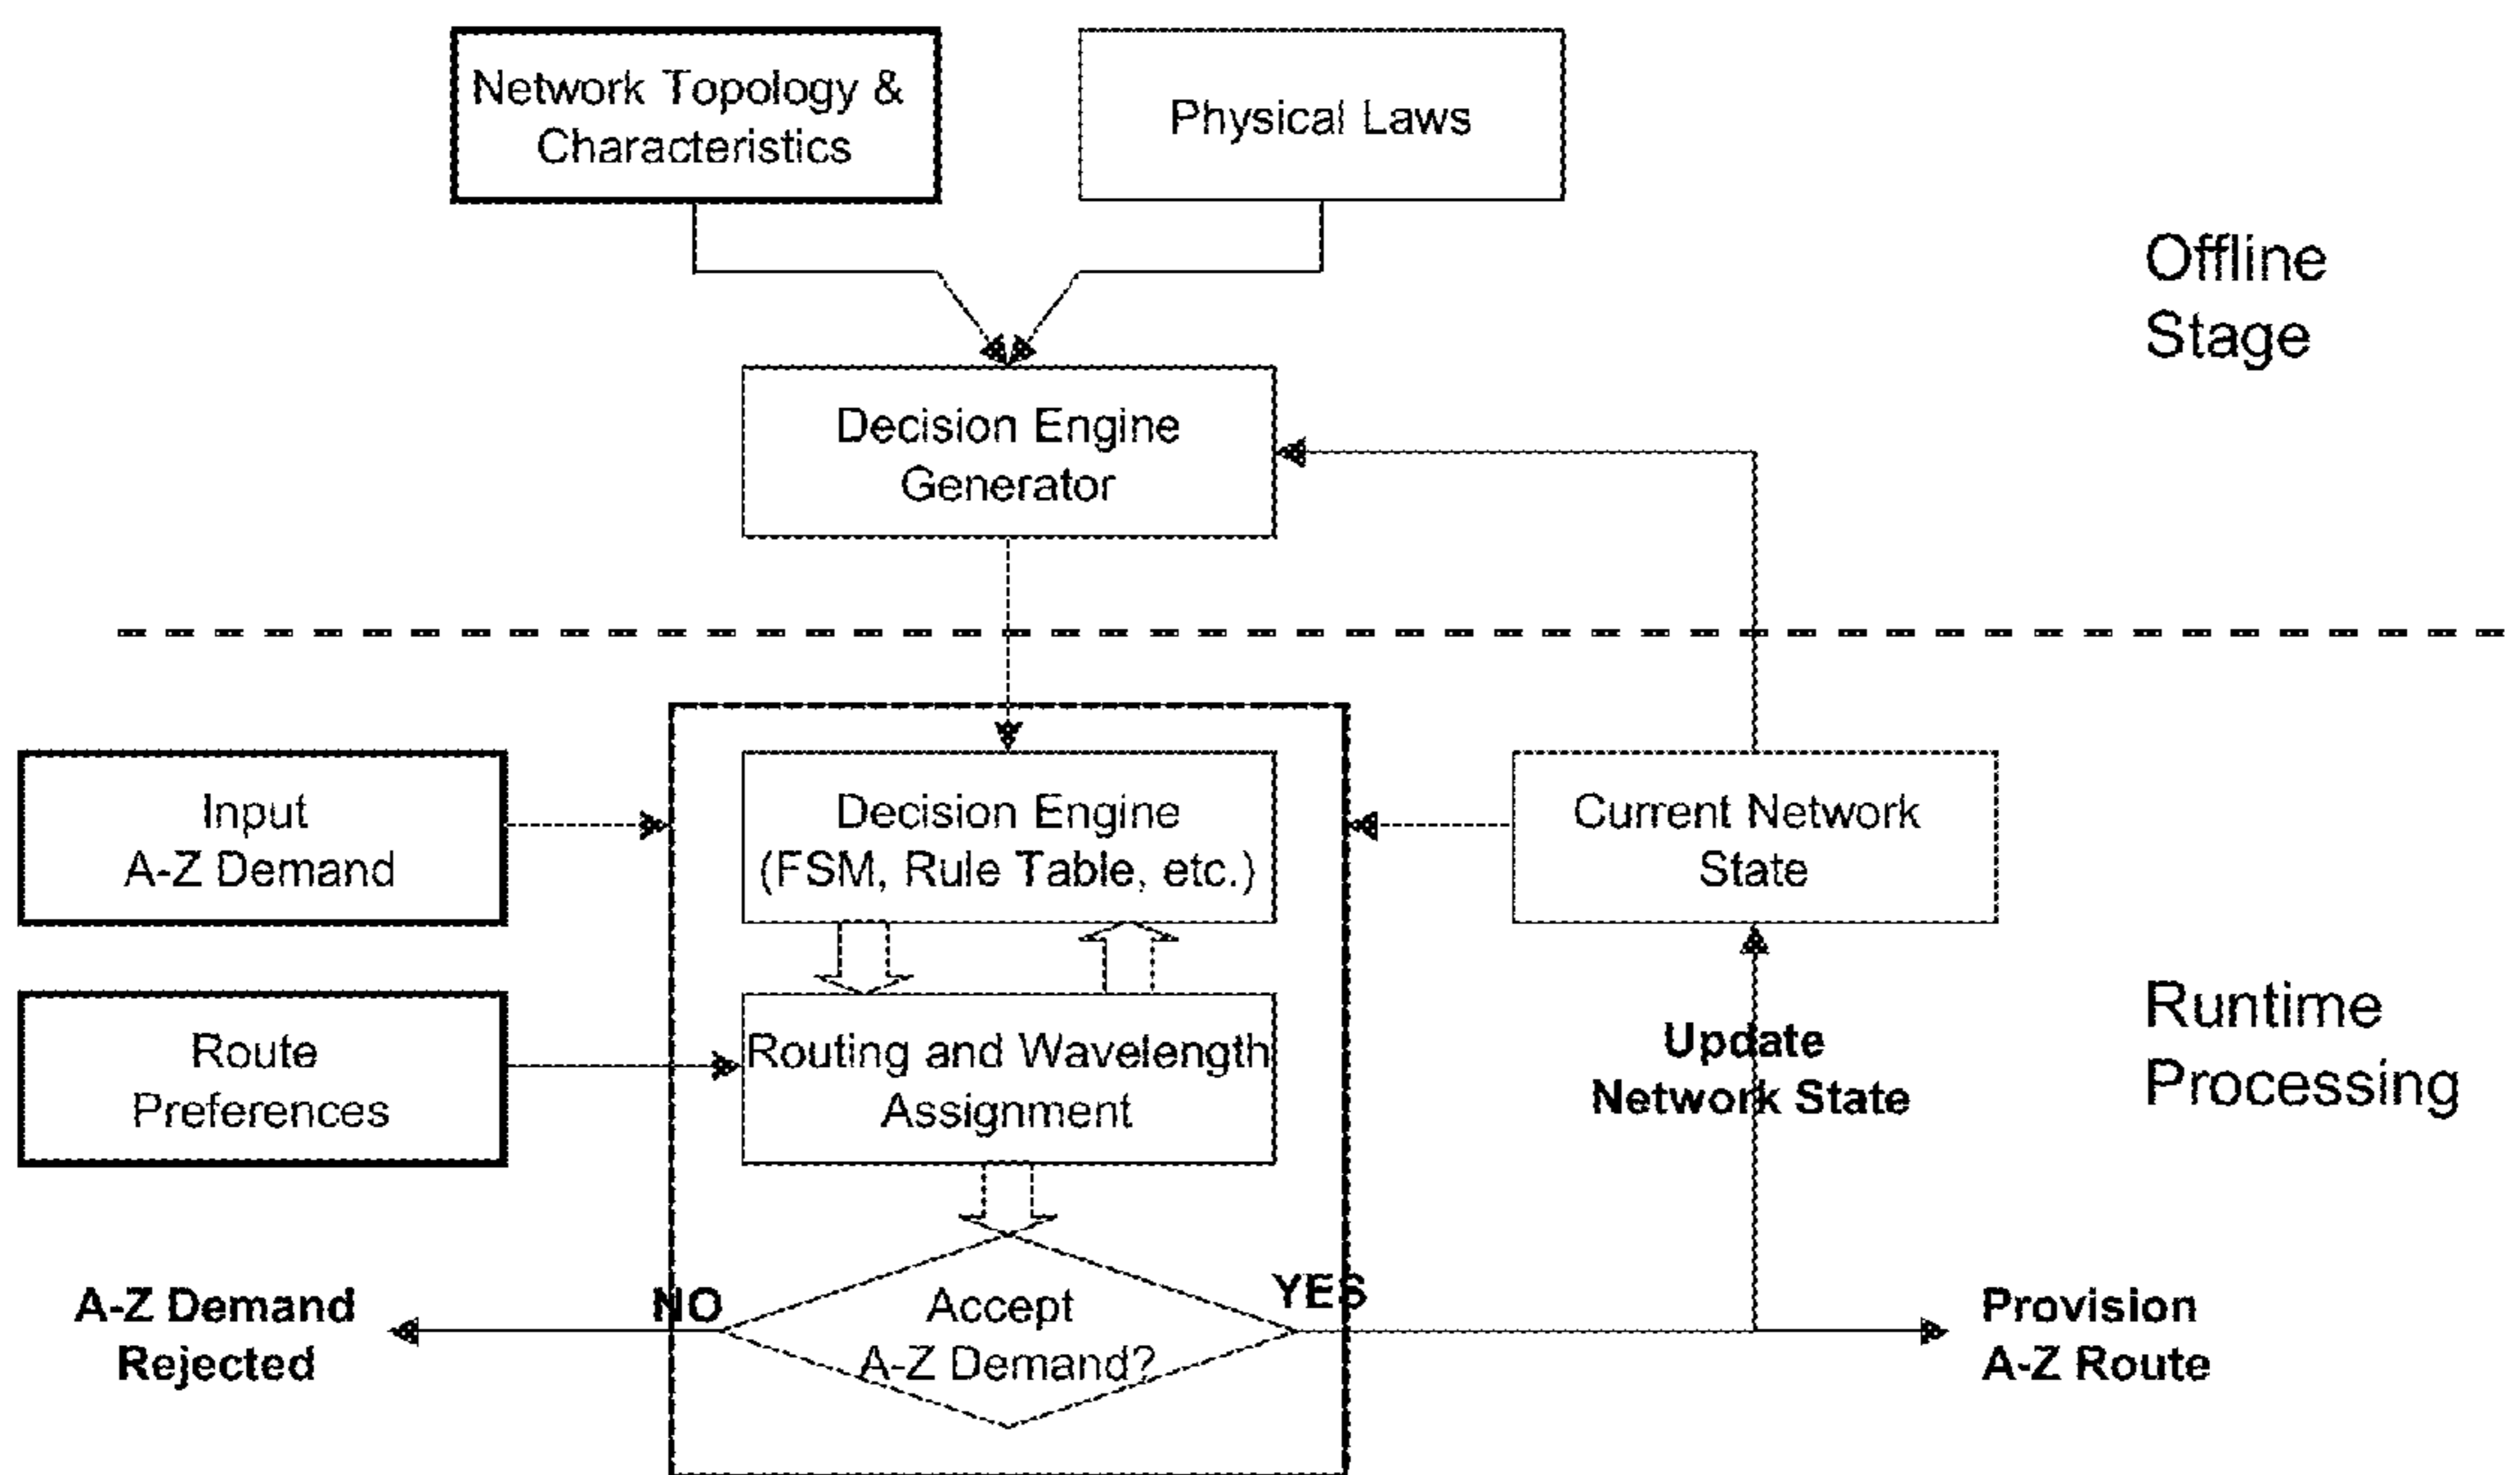 Network Topology &
Characteristics
Physical Laws
Offline
Stage
Decision Engine
Generator
Input
A-Z Demand
Decision Engine
(FSM, Rule Table, etc.)
Current Network
State
Route
Preferences
Routing and Wavelength
Assignment
Update
Network State
Runtime
Processing
A-Z Demand
Rejected
NO
Accept
A-Z Demand?
YES
Provision
A-Z Route